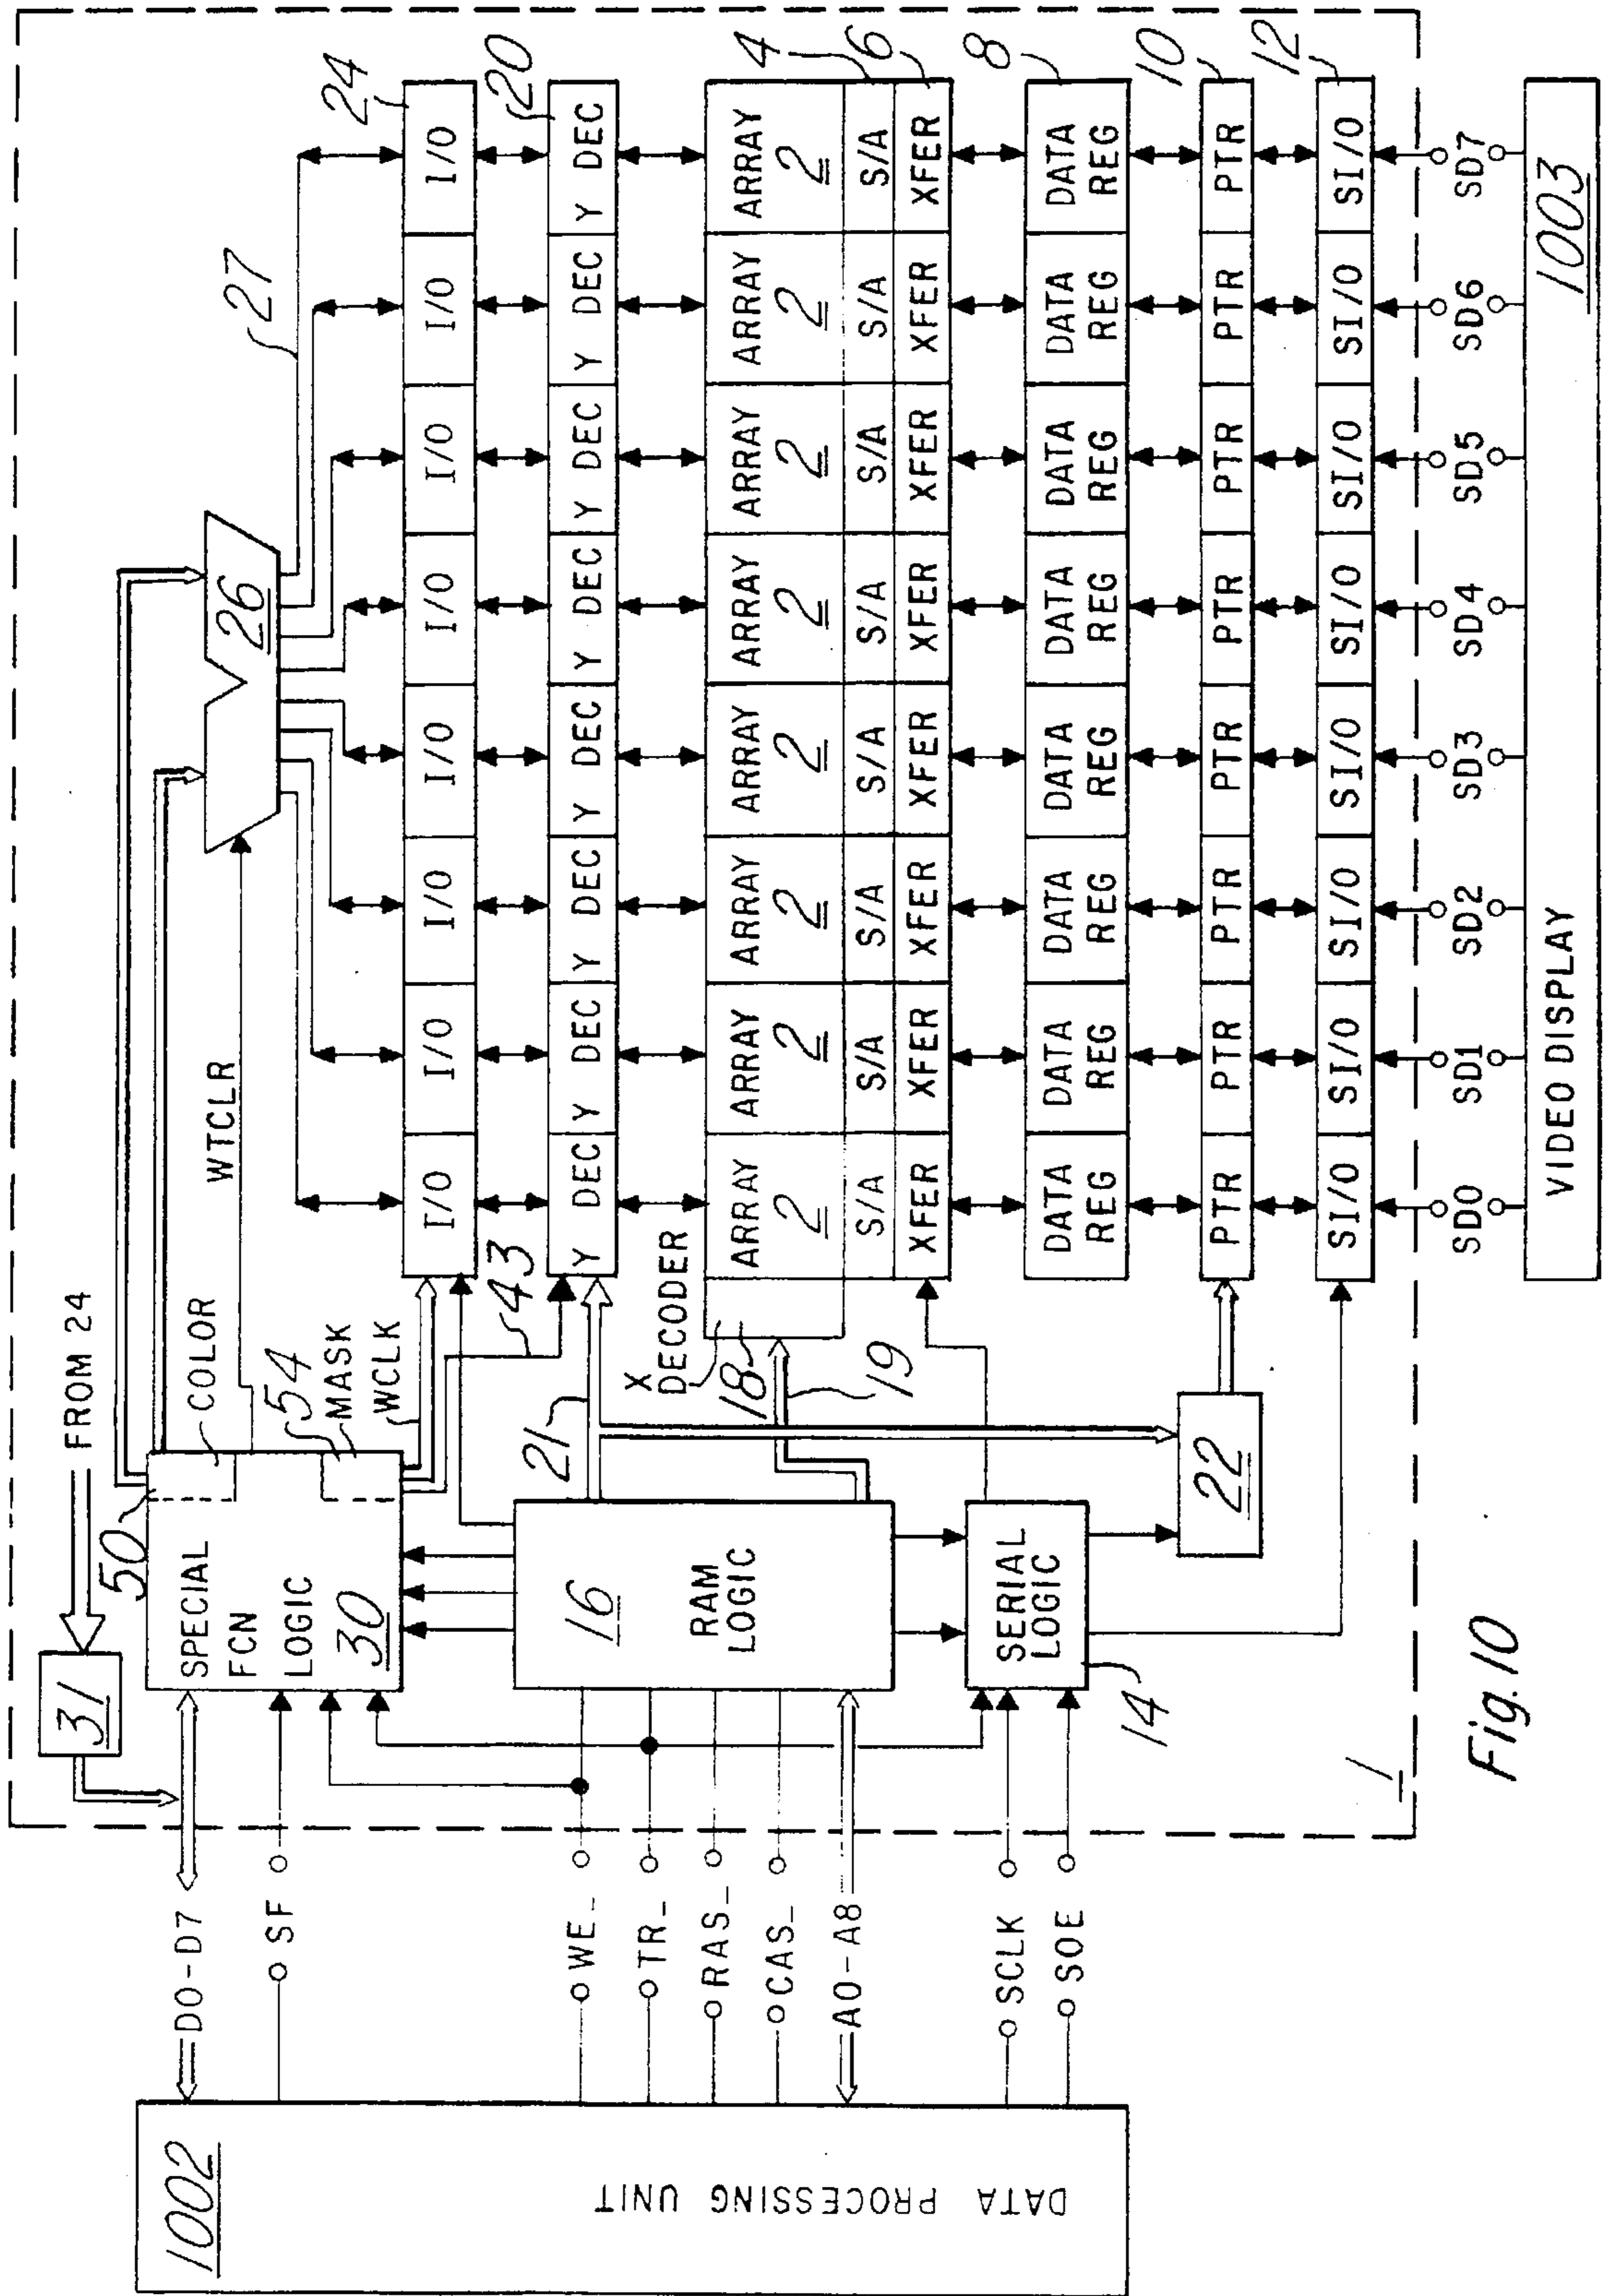 1002
DATA PROCESSING UNIT
D0-D7
SF
WE_
TR_
RAS_
CAS_
A0-A8
SCLK
SOE
31
FROM 24
50
SPECIAL
FCN
LOGIC
30
COLOR
54
MASK
WTCLR
WCLK
43
16
RAM
LOGIC
21
X
DECODER
18
19
SERIAL
LOGIC
14
22
26
27
24
I/O I/O I/O I/O I/O I/O I/O I/O
20
Y DEC Y DEC Y DEC Y DEC Y DEC Y DEC Y DEC Y DEC
ARRAY ARRAY ARRAY ARRAY ARRAY ARRAY ARRAY ARRAY
2 2 2 2 2 2 2 2
4
S/A S/A S/A S/A S/A S/A S/A S/A
6
XFER XFER XFER XFER XFER XFER XFER XFER
8
DATA DATA DATA DATA DATA DATA DATA DATA
REG REG REG REG REG REG REG REG
10
PTR PTR PTR PTR PTR PTR PTR PTR
12
SI/O SI/O SI/O SI/O SI/O SI/O SI/O SI/O
SD0 SD1 SD2 SD3 SD4 SD5 SD6 SD7
VIDEO DISPLAY
1003
1
Fig.10